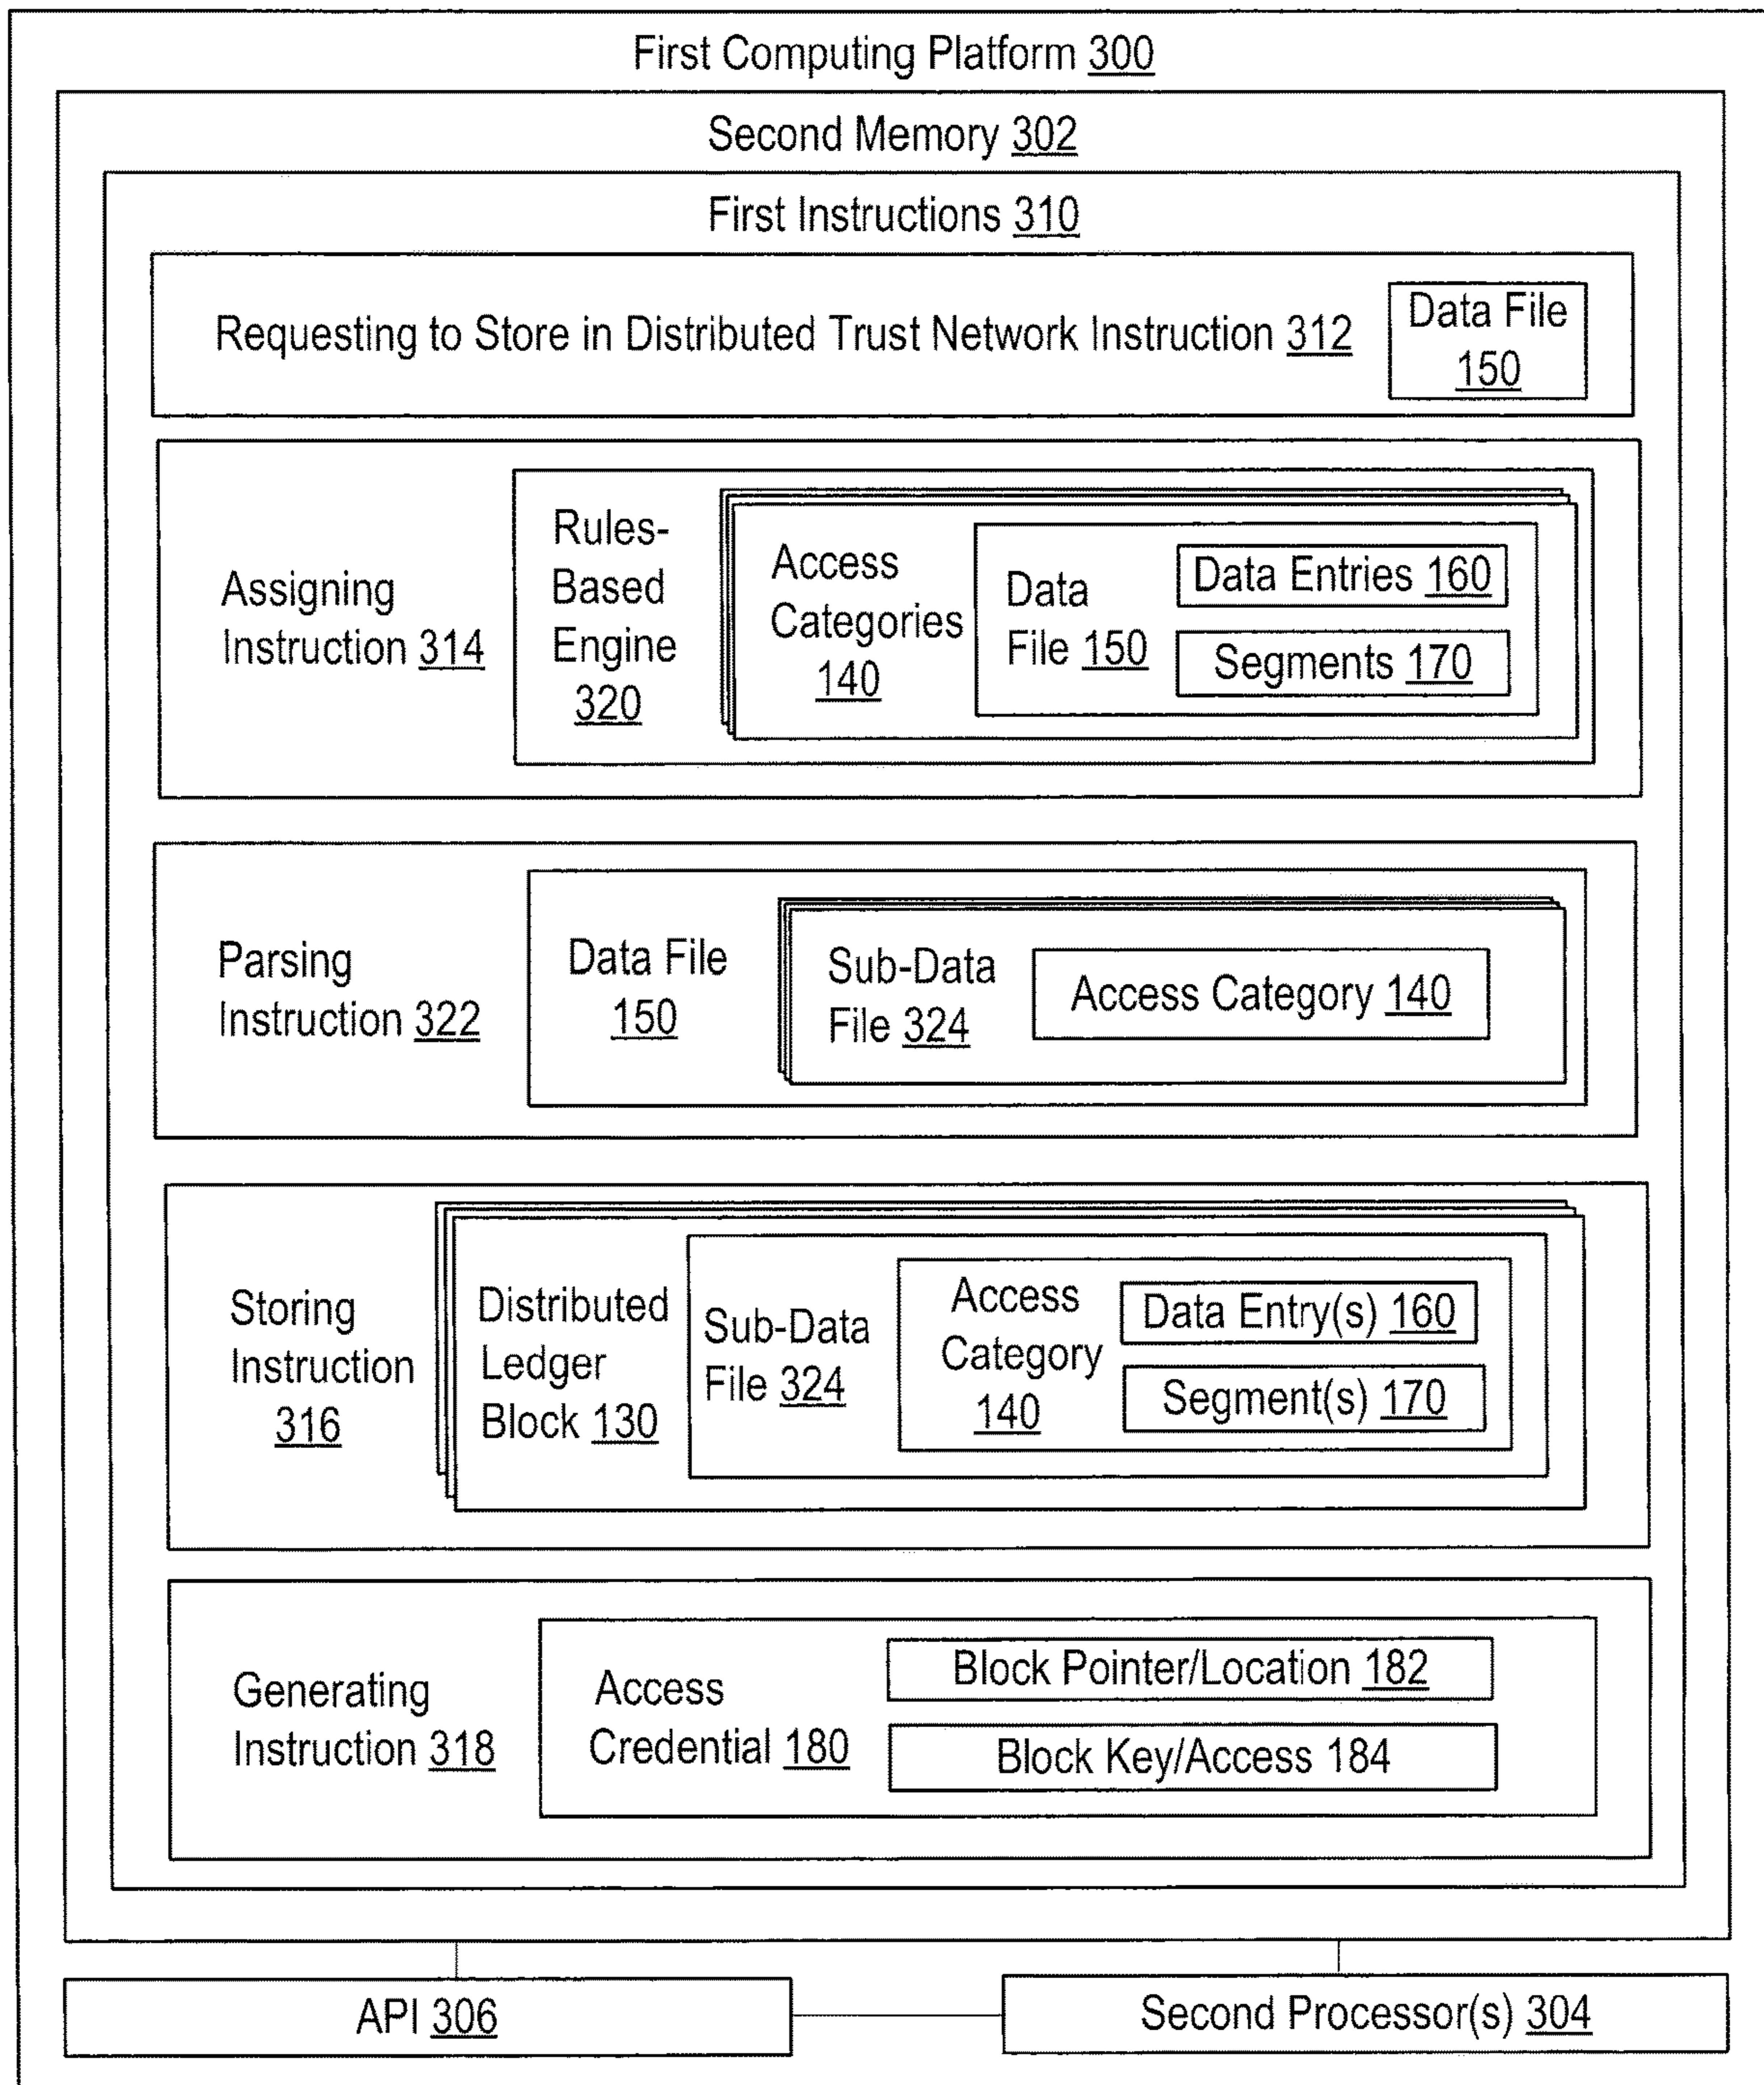 First Computing Platform 300
Second Memory 302
First Instructions 310
Requesting to Store in Distributed Trust Network Instruction 312
Data File
150
Assigning
Instruction 314
Rules-
Based
Engine
320
Access
Categories
140
Data
File 150
Data Entries 160
Segments 170
Parsing
Instruction 322
Data File
150
Sub-Data
File 324
Access Category 140
Storing
Instruction
316
Distributed
Ledger
Block 130
Sub-Data
File 324
Access
Category
140
Data Entry(s) 160
Segment(s) 170
Generating
Instruction 318
Access
Credential 180
Block Pointer/Location 182
Block Key/Access 184
API 306
Second Processor(s) 304